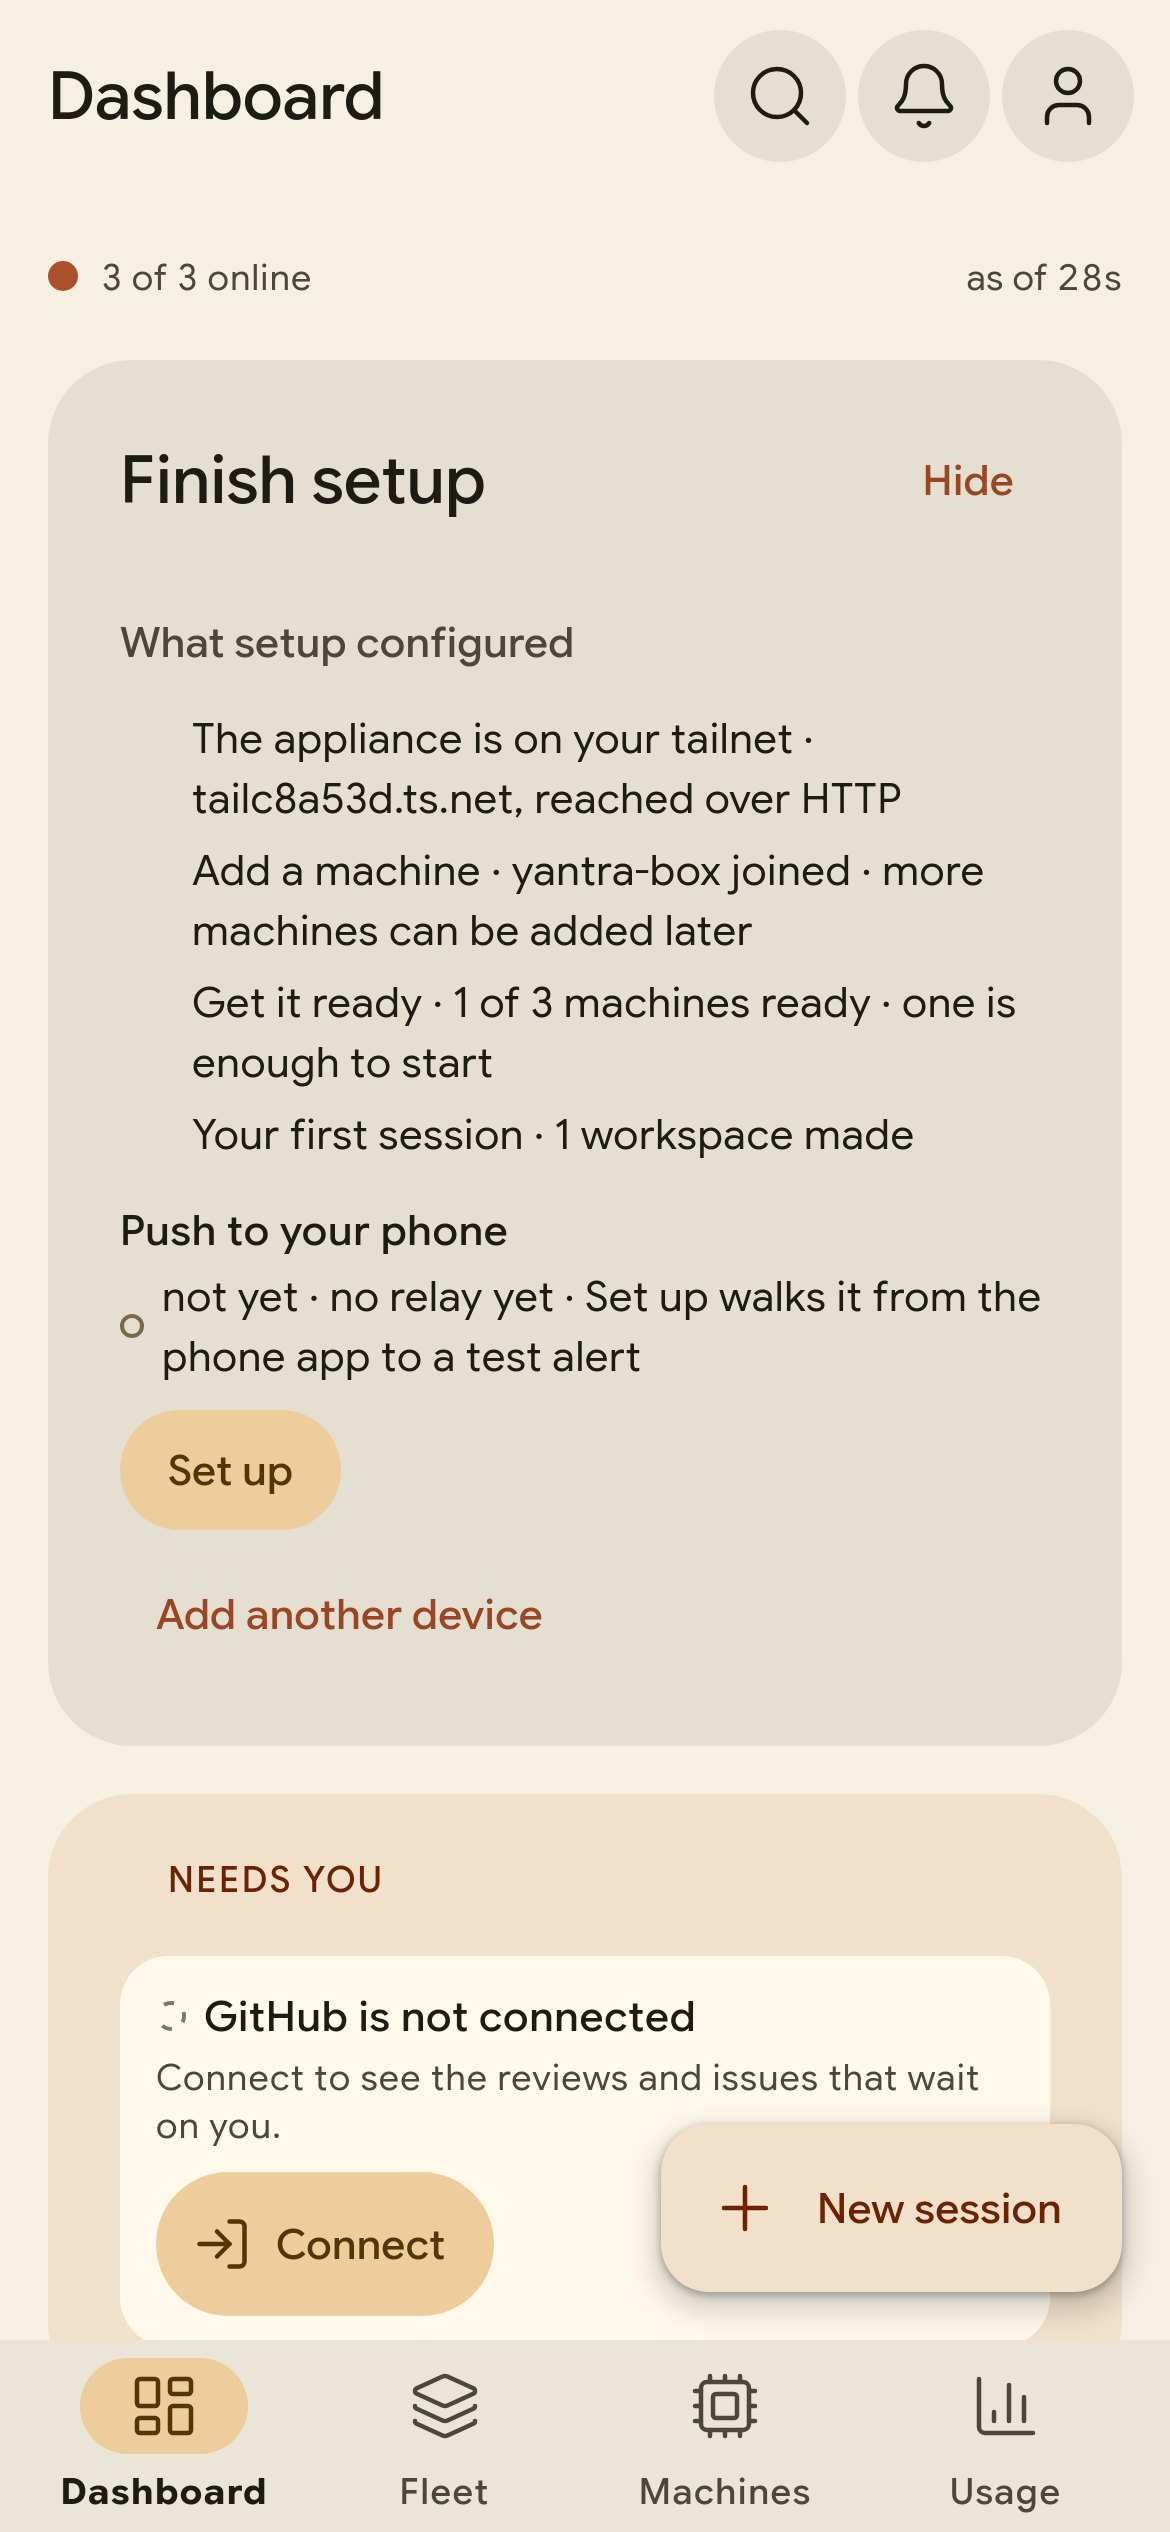 Dashboard
3 of 3 online
as of 28s
Finish setup
Hide
What setup configured
The appliance is on your tailnet ·
tailc8a53d.ts.net, reached over HTTP
Add a machine · yantra-box joined · more
machines can be added later
Get it ready · 1 of 3 machines ready · one is
enough to start
Your first session · 1 workspace made
Push to your phone
not yet · no relay yet · Set up walks it from the
phone app to a test alert
Set up
Add another device
NEEDS YOU
GitHub is not connected
Connect to see the reviews and issues that wait
on you.
Connect
New session
Dashboard
Fleet
Machines
Usage